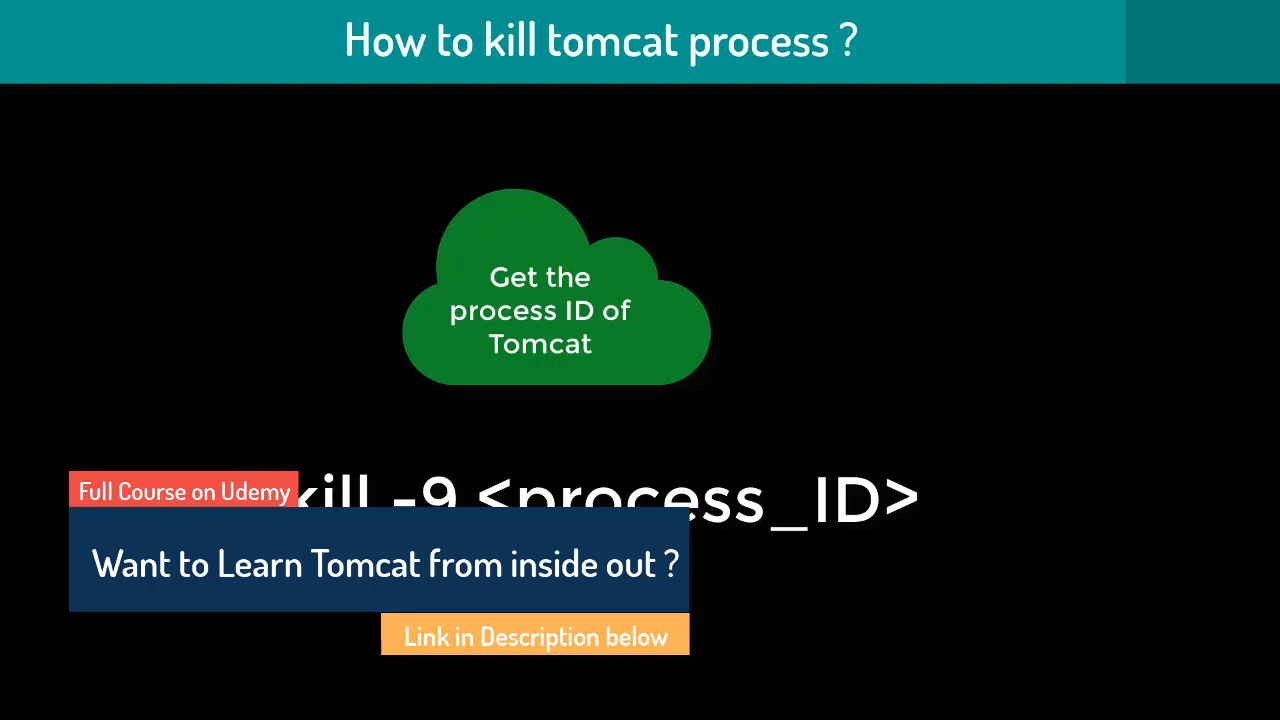 How to kill tomcat process ?
Get the
process ID of
Tomcat
kill -9 <process_ID>
Full Course on Udemy
Want to Learn Tomcat from inside out ?
Link in Description below